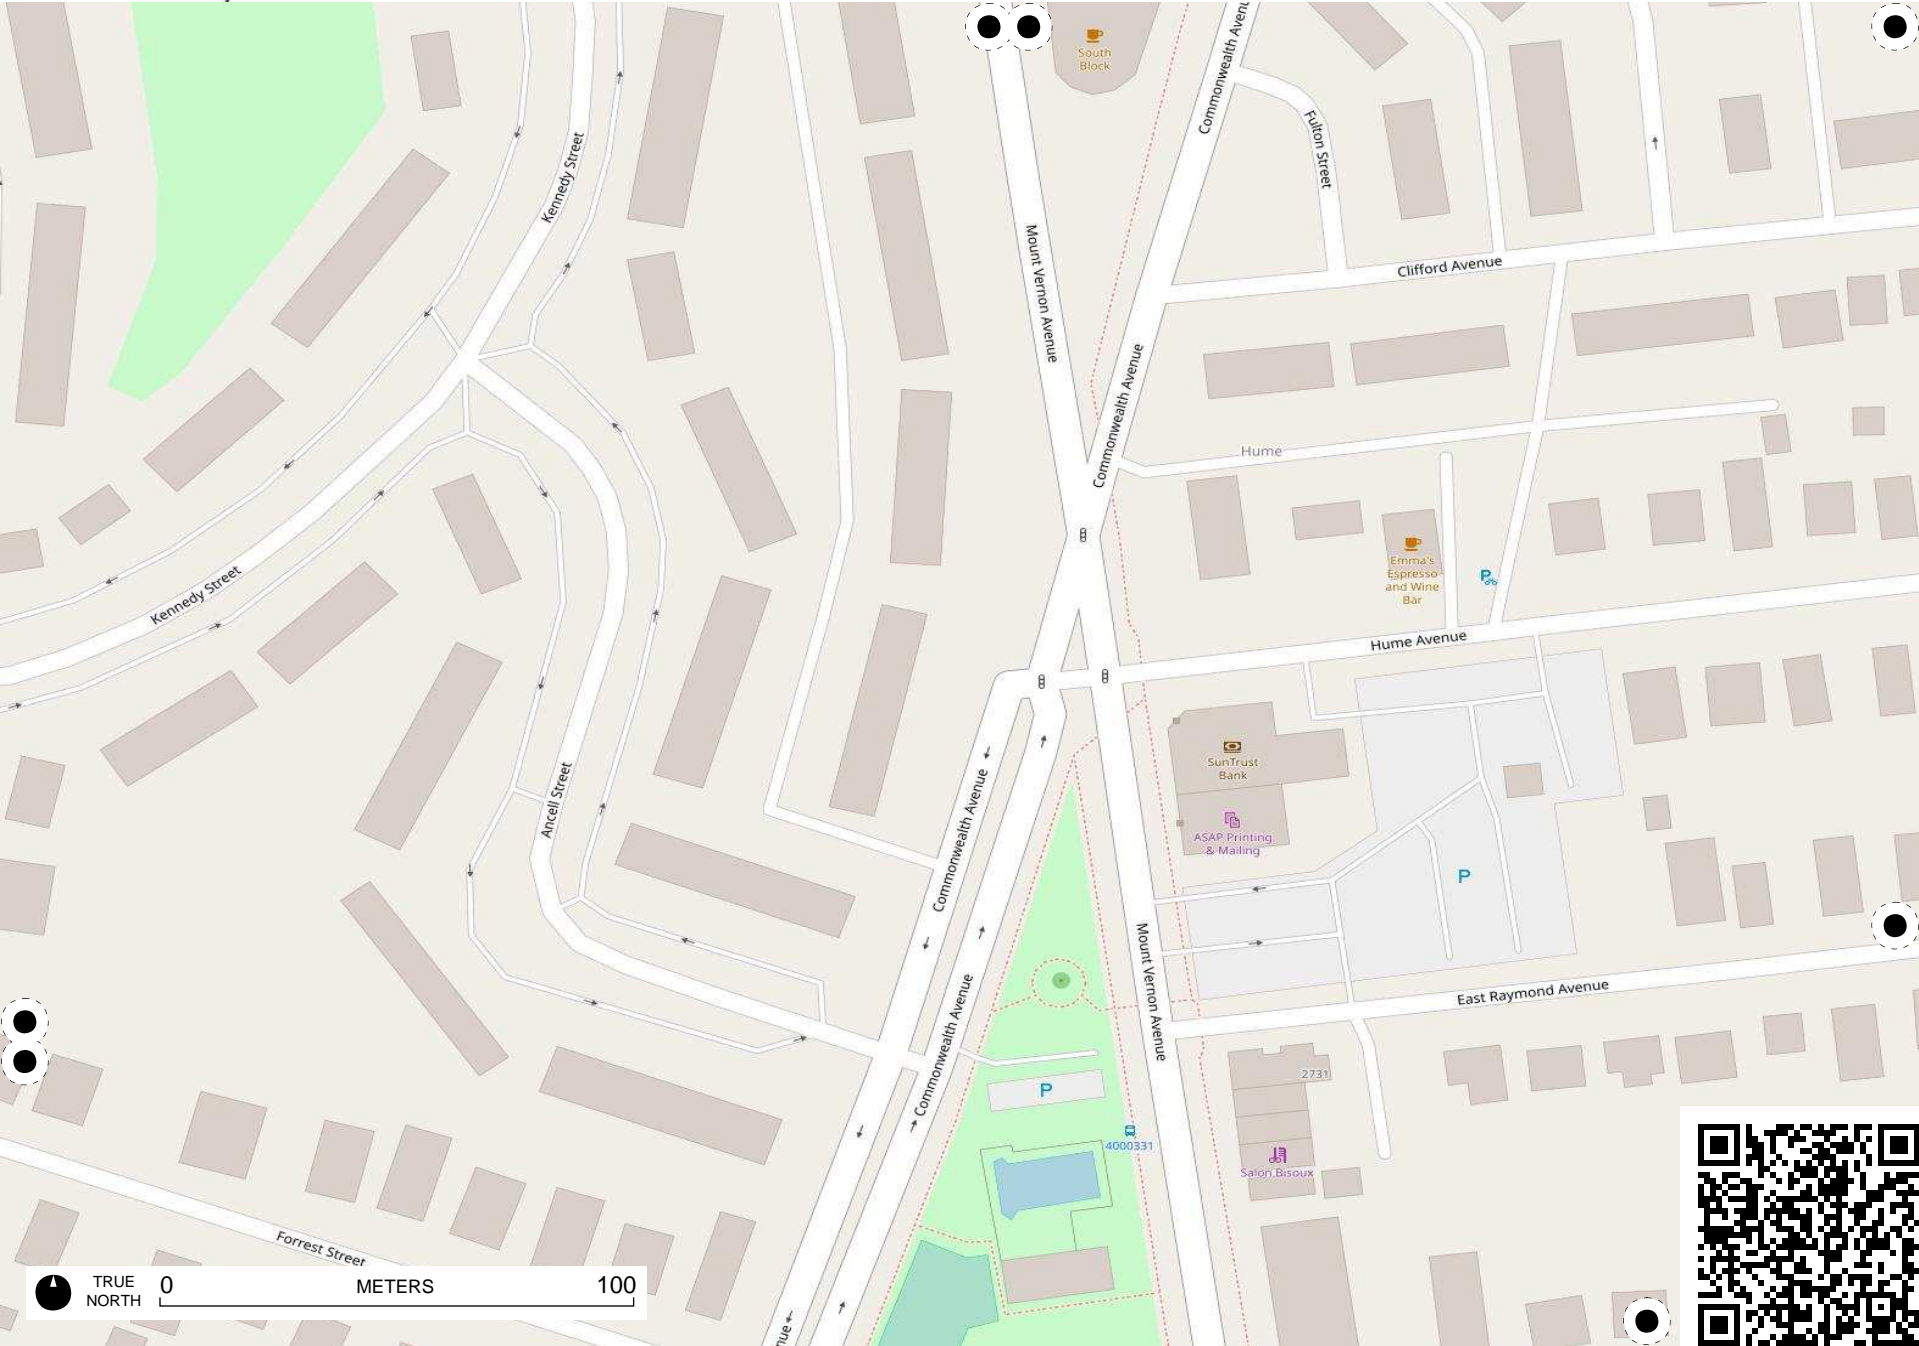 South
Block
Commonwealth Avenu
Kennedy Street
Fulton Street
Mount Vernon Avenue
Clifford Avenue
Commonwealth Avenue
Hume
Emma's
Espresso
and Wine
Bar
P
Kennedy Street
Hume Avenue
SunTrust
Bank
Ancell Street
Commonwealth Avenue
ASAP Printing
& Mailing
P
Mount Vernon Avenue
East Raymond Avenue
Commonwealth Avenue
2731
P
4000331
Salon Bisoux
Forrest Street
TRUE
NORTH
0 METERS 100
nue